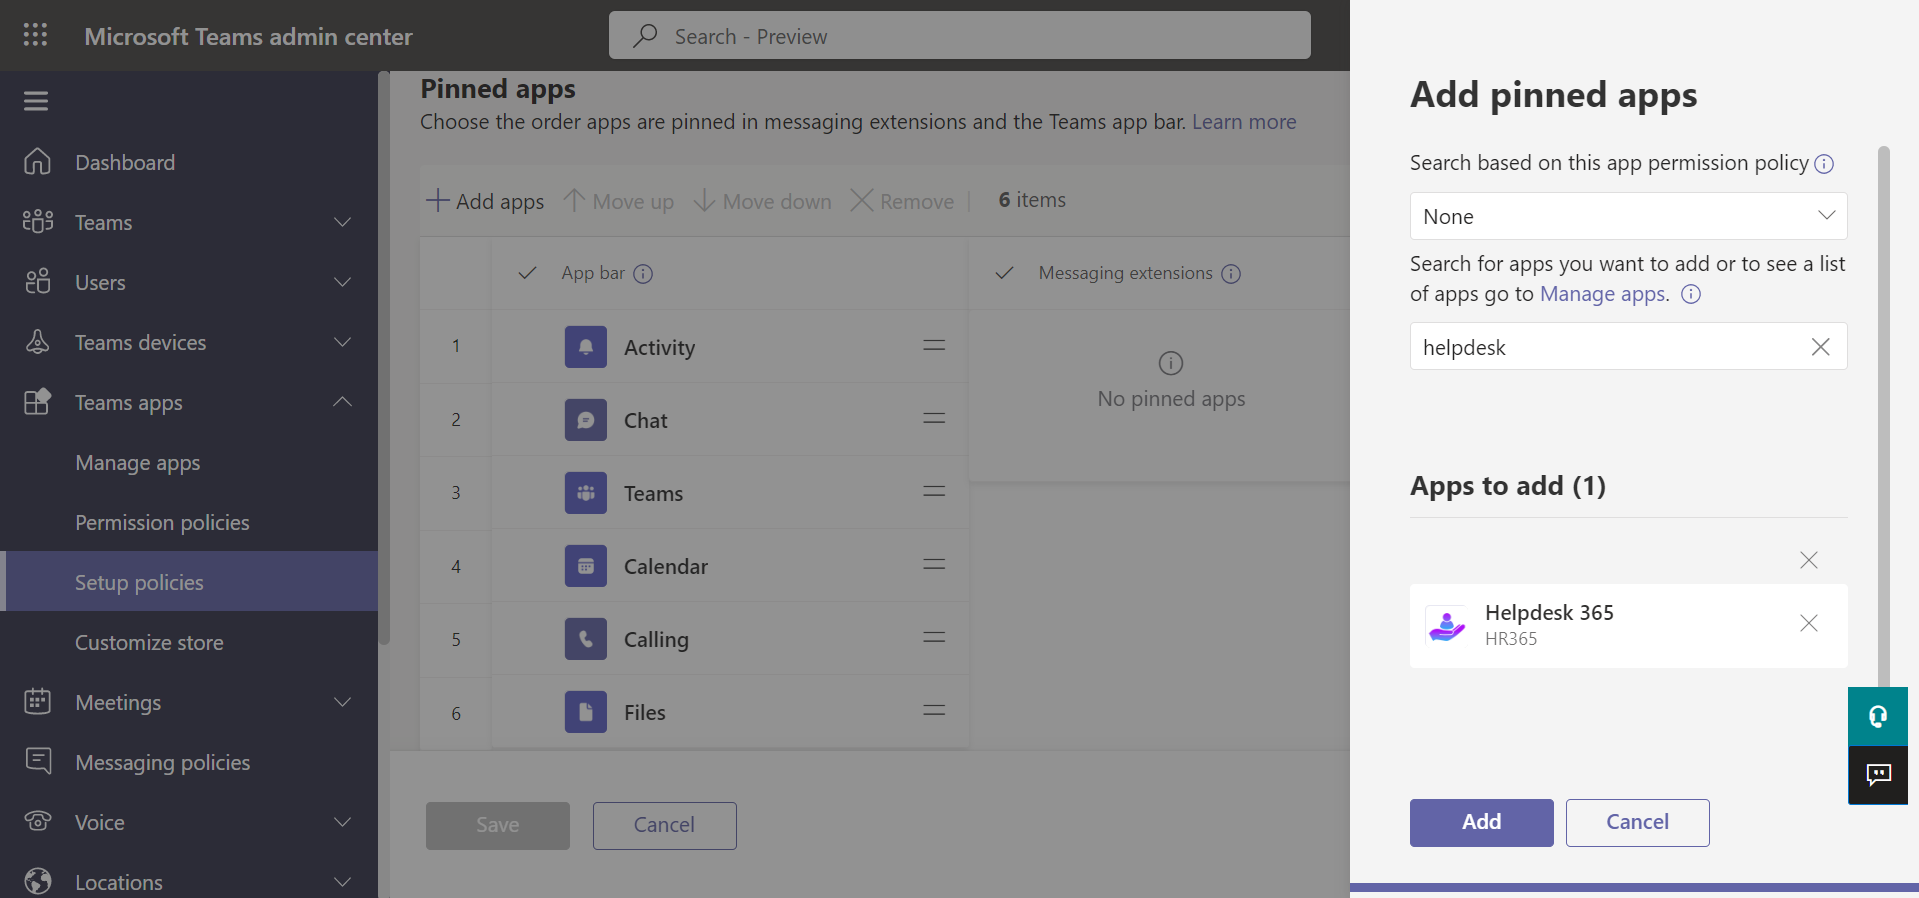 Microsoft Teams admin center
Search - Preview
Dashboard
Teams
Users
Teams devices
Teams apps
Manage apps
Permission policies
Setup policies
Customize store
Meetings
Messaging policies
Voice
Locations
Pinned apps
Choose the order apps are pinned in messaging extensions and the Teams app bar. Learn more
Add apps Move up Move down Remove 6 items
App bar Messaging extensions
1 Activity
2 Chat
3 Teams
4 Calendar
5 Calling
6 Files
No pinned apps
Save Cancel
Add pinned apps
Search based on this app permission policy
None
Search for apps you want to add or to see a list
of apps go to Manage apps.
helpdesk
Apps to add (1)
Helpdesk 365
HR365
Add Cancel